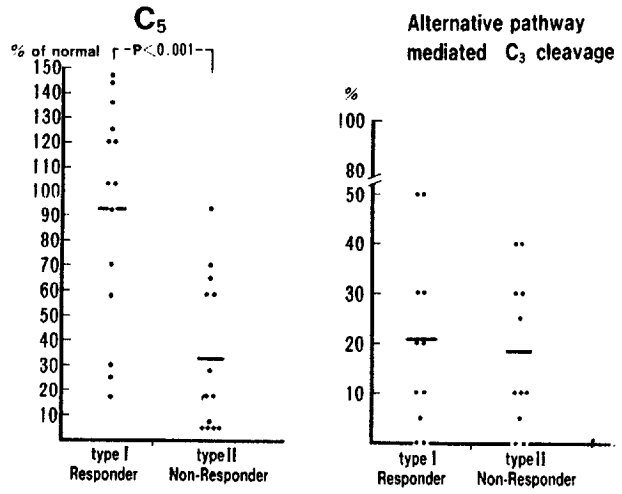 C5
% of normal
-P<0.001-
150
140
130
120
110
100
90
80
70
60
50
40
30
20
10
type I
Responder
type II
Non-Responder
Alternative pathway
mediated C3 cleavage
%
100
80
50
40
30
20
10
type I
Responder
type II
Non-Responder